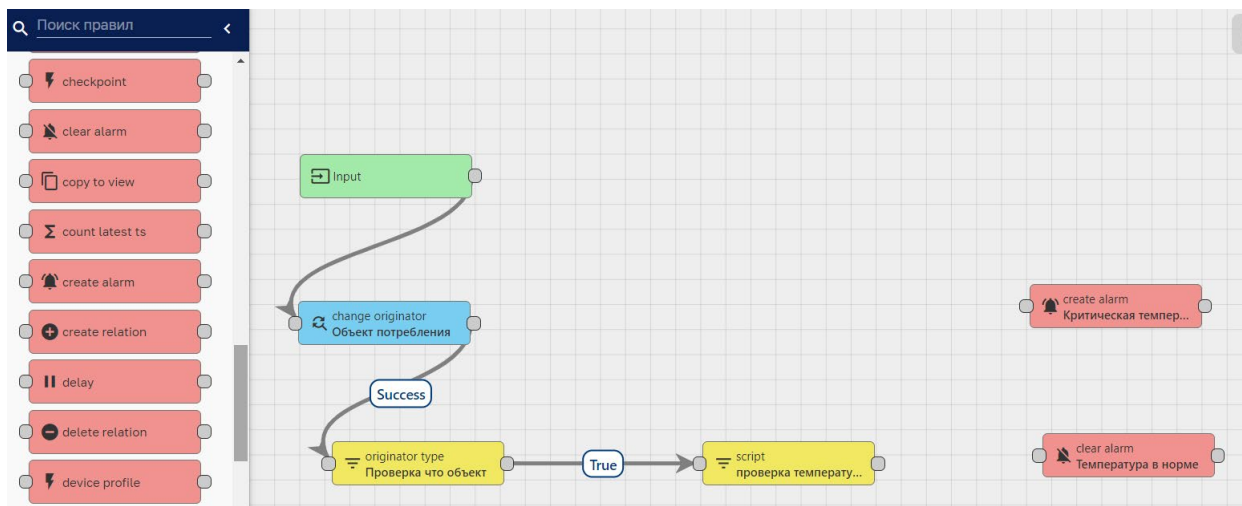 Поиск правил
checkpoint
clear alarm
copy to view
count latest ts
create alarm
create relation
delay
delete relation
device profile
Input
change originator
Объект потребления
Success
originator type
Проверка что объект
True
script
проверка температу...
create alarm
Критическая темпер...
clear alarm
Температура в норме